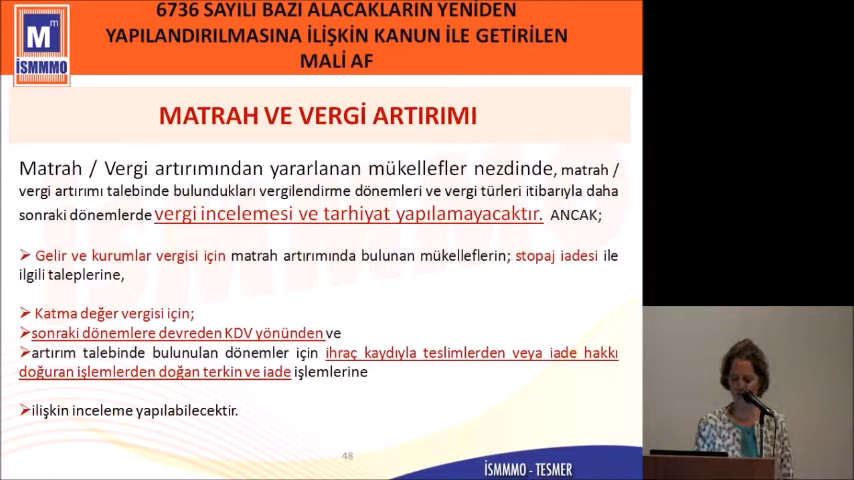 6736 SAYILI BAZI ALACAKLARIN YENİDEN
YAPILANDIRILMASINA İLİŞKİN KANUN İLE GETİRİLEN
MALİ AF
M m
İSMMMO
MATRAH VE VERGİ ARTIRIMI
Matrah / Vergi artırımından yararlanan mükellefler nezdinde, matrah /
vergi artırımı talebinde bulundukları vergilendirme dönemleri ve vergi türleri itibarıyla daha
sonraki dönemlerde vergi incelemesi ve tarhiyat yapılamayacaktır. ANCAK;
➢ Gelir ve kurumlar vergisi için matrah artırımında bulunan mükelleflerin; stopaj iadesi ile
ilgili taleplerine,
➢ Katma değer vergisi için;
➢sonraki dönemlere devreden KDV yönünden ve
➢artırım talebinde bulunulan dönemler için ihraç kaydıyla teslimlerden veya iade hakkı
doğuran işlemlerden doğan terkin ve iade işlemlerine
➢ilişkin inceleme yapılabilecektir.
48
İSMMMO - TESMER